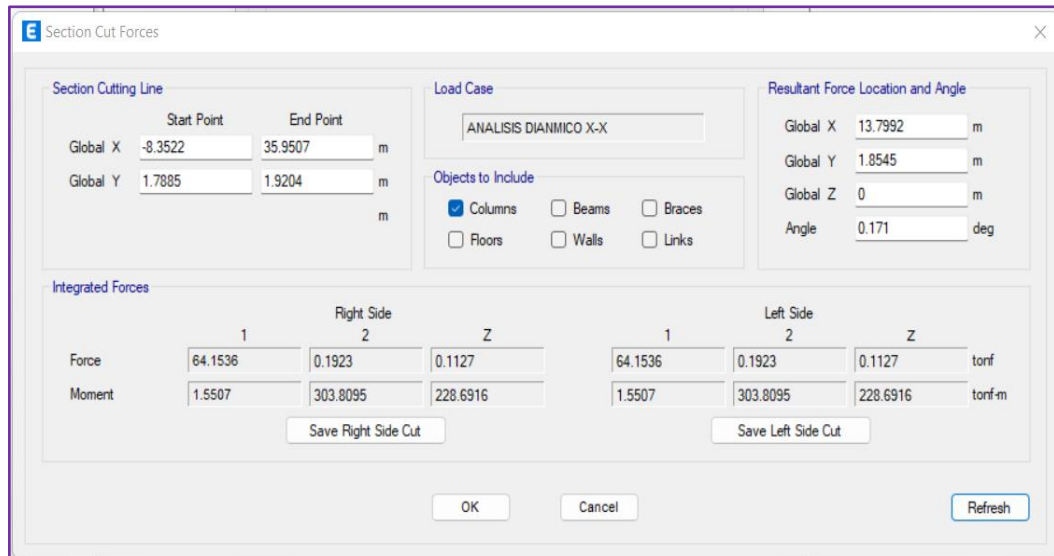 E Section Cut Forces
Section Cutting Line
Start Point End Point
Global X -8.3522 35.9507 m
Global Y 1.7885 1.9204 m
m
Load Case
ANALISIS DIANMICO X-X
Objects to Include
Columns Beams Braces
Floors Walls Links
Resultant Force Location and Angle
Global X 13.7992 m
Global Y 1.8545 m
Global Z 0 m
Angle 0.171 deg
Integrated Forces
Right Side Left Side
1 2 Z 1 2 Z
Force 64.1536 0.1923 0.1127 64.1536 0.1923 0.1127 tonf
Moment 1.5507 303.8095 228.6916 1.5507 303.8095 228.6916 tonf-m
Save Right Side Cut Save Left Side Cut
OK Cancel Refresh